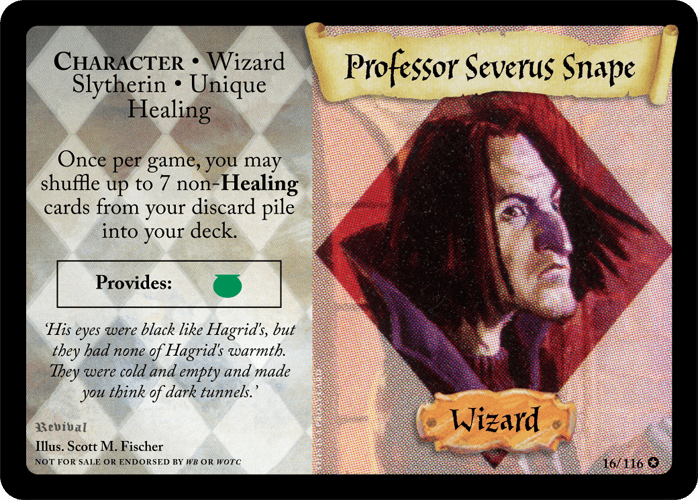 CHARACTER • Wizard
Slytherin • Unique
Healing
Once per game, you may
shuffle up to 7 non-Healing
cards from your discard pile
into your deck.
Provides:
'His eyes were black like Hagrid's, but
they had none of Hagrid's warmth.
They were cold and empty and made
you think of dark tunnels.'
Revival
Illus. Scott M. Fischer
NOT FOR SALE OR ENDORSED BY WB OR WOTC
Professor Severus Snape
Wizard
16/116